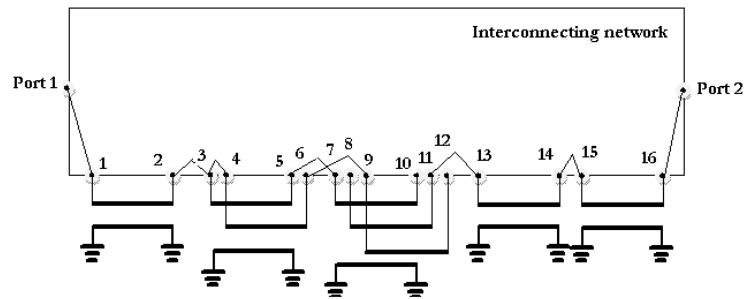 Interconnecting network
Port 1
Port 2
1 2 3 4 5 6 7 8 9 10 11 12 13 14 15 16